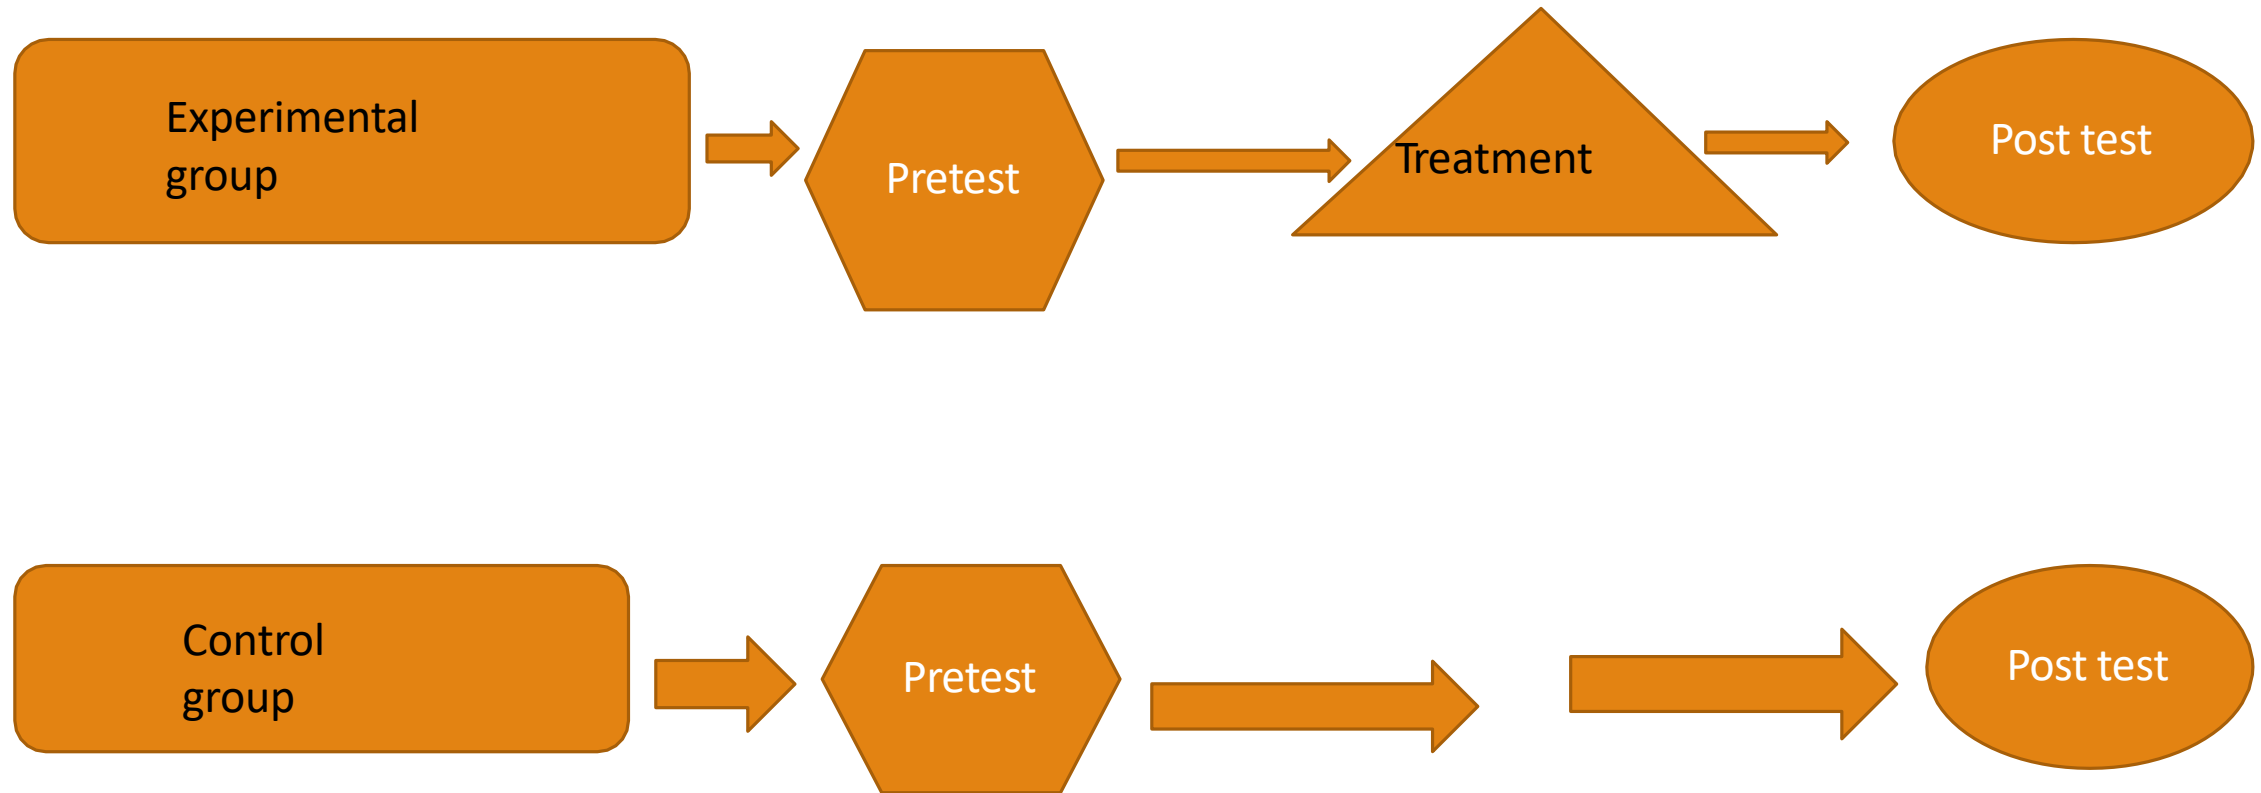 Experimental
group
Pretest
Treatment
Post test
Control
group
Pretest
Post test